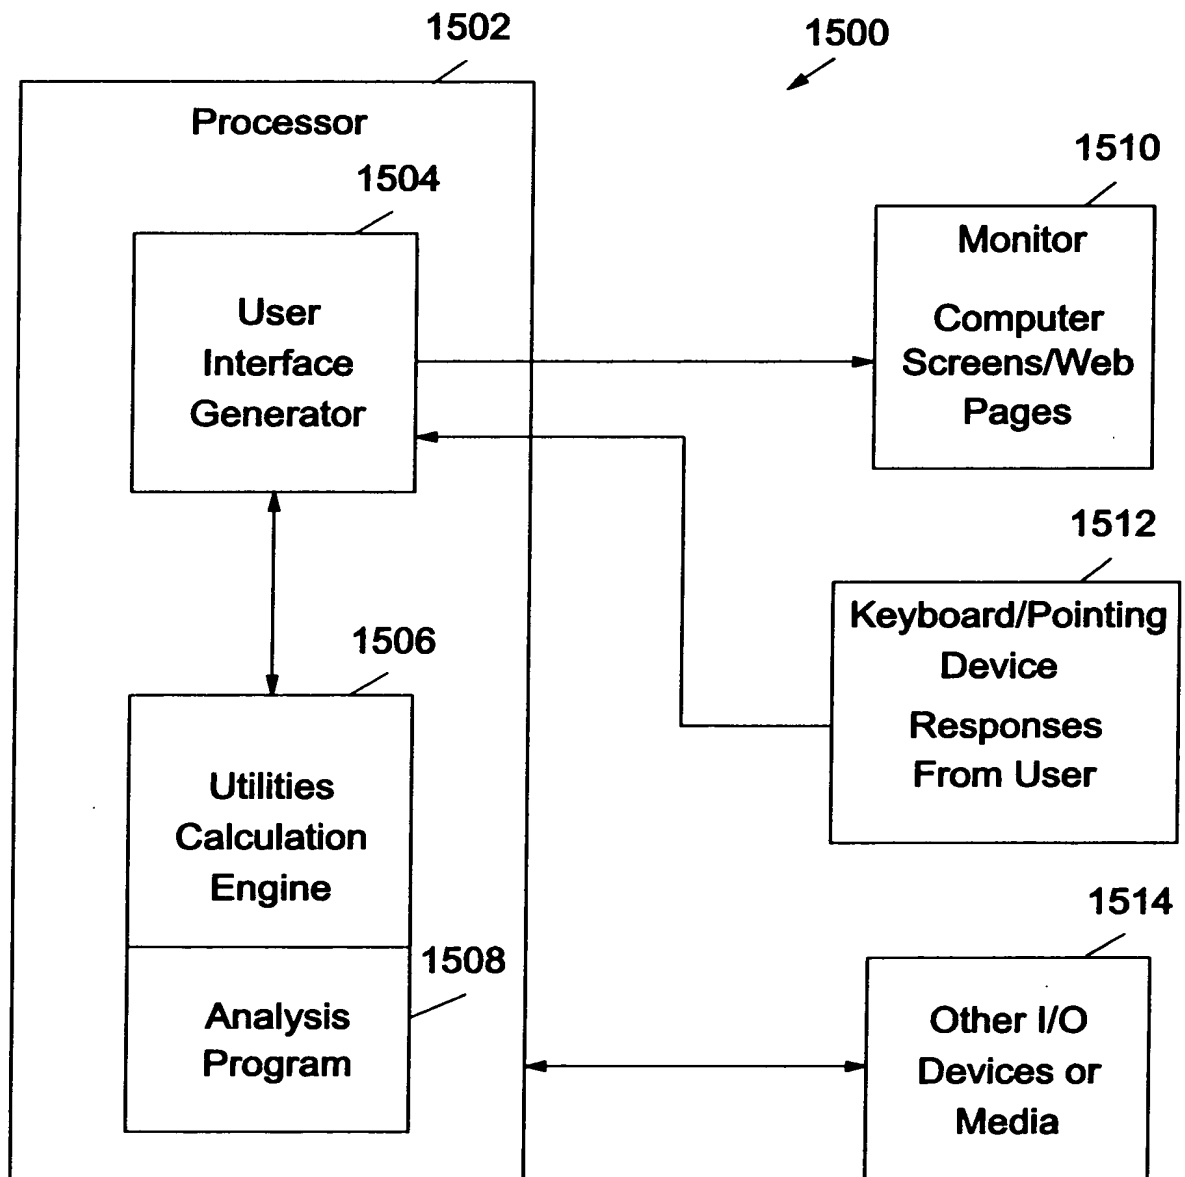 1502
1500
Processor
1504
User
Interface
Generator
1510
Monitor
Computer
Screens/Web
Pages
1512
Keyboard/Pointing
Device
Responses
From User
1506
Utilities
Calculation
Engine
1508
Analysis
Program
1514
Other I/O
Devices or
Media